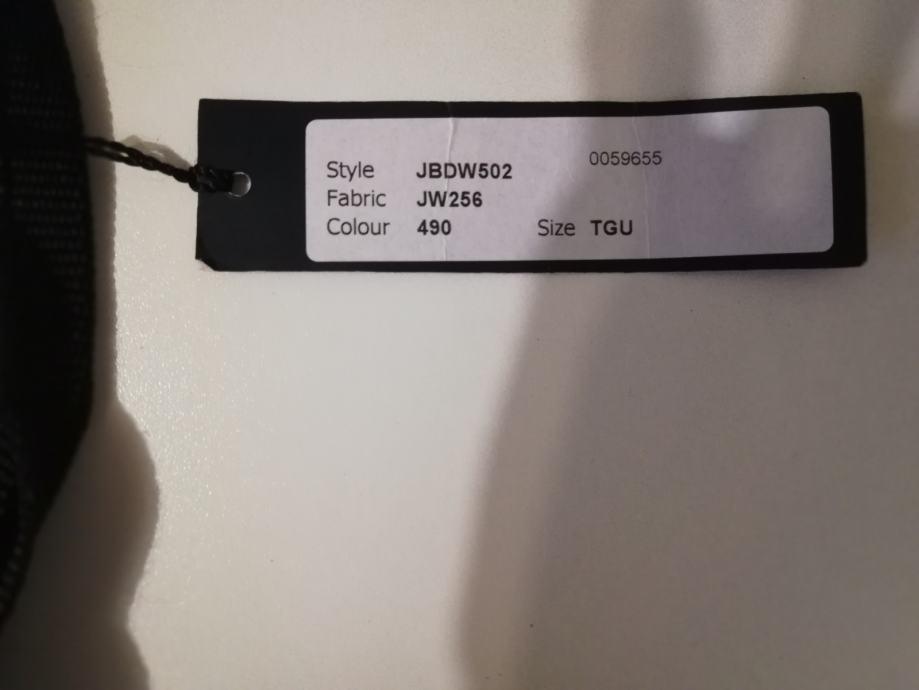 0059655
Style JBDW502
Fabric JW256
Colour 490 Size TGU